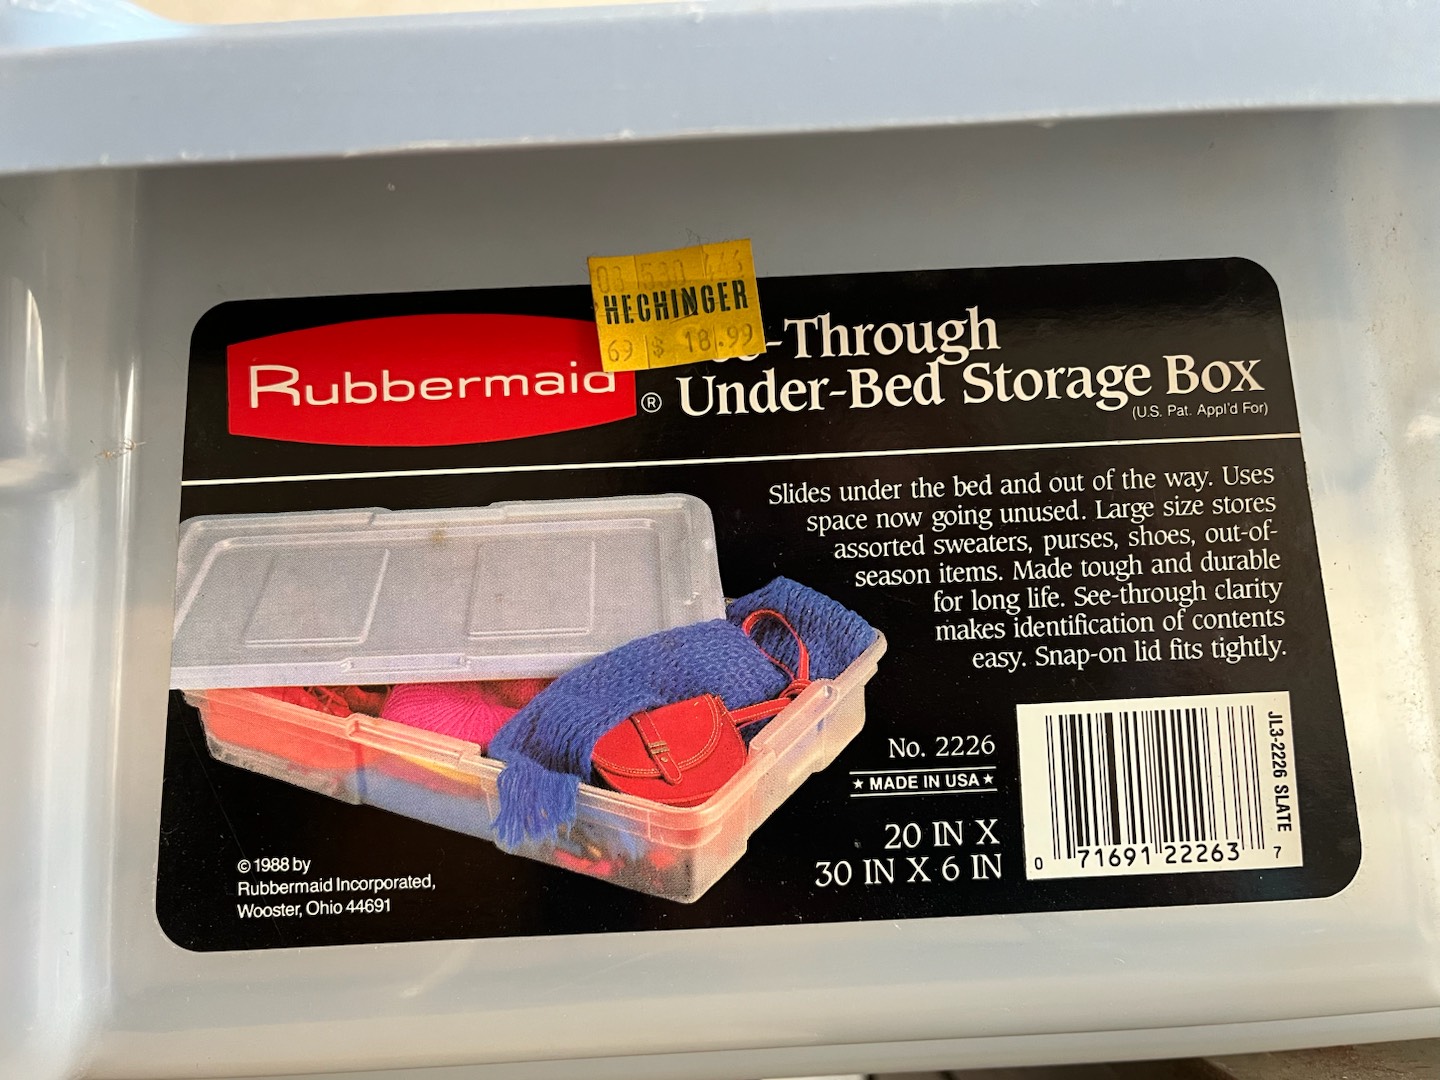 03 530 443
HECHINGER
69 $ 18.99
Rubbermaid ®
-Through
Under-Bed Storage Box
(U.S. Pat. Appl'd For)
Slides under the bed and out of the way. Uses
space now going unused. Large size stores
assorted sweaters, purses, shoes, out-of-
season items. Made tough and durable
for long life. See-through clarity
makes identification of contents
easy. Snap-on lid fits tightly.
No. 2226
★ MADE IN USA ★
20 IN X
30 IN X 6 IN
JL3-2226 SLATE
0 71691 22263 7
© 1988 by
Rubbermaid Incorporated,
Wooster, Ohio 44691